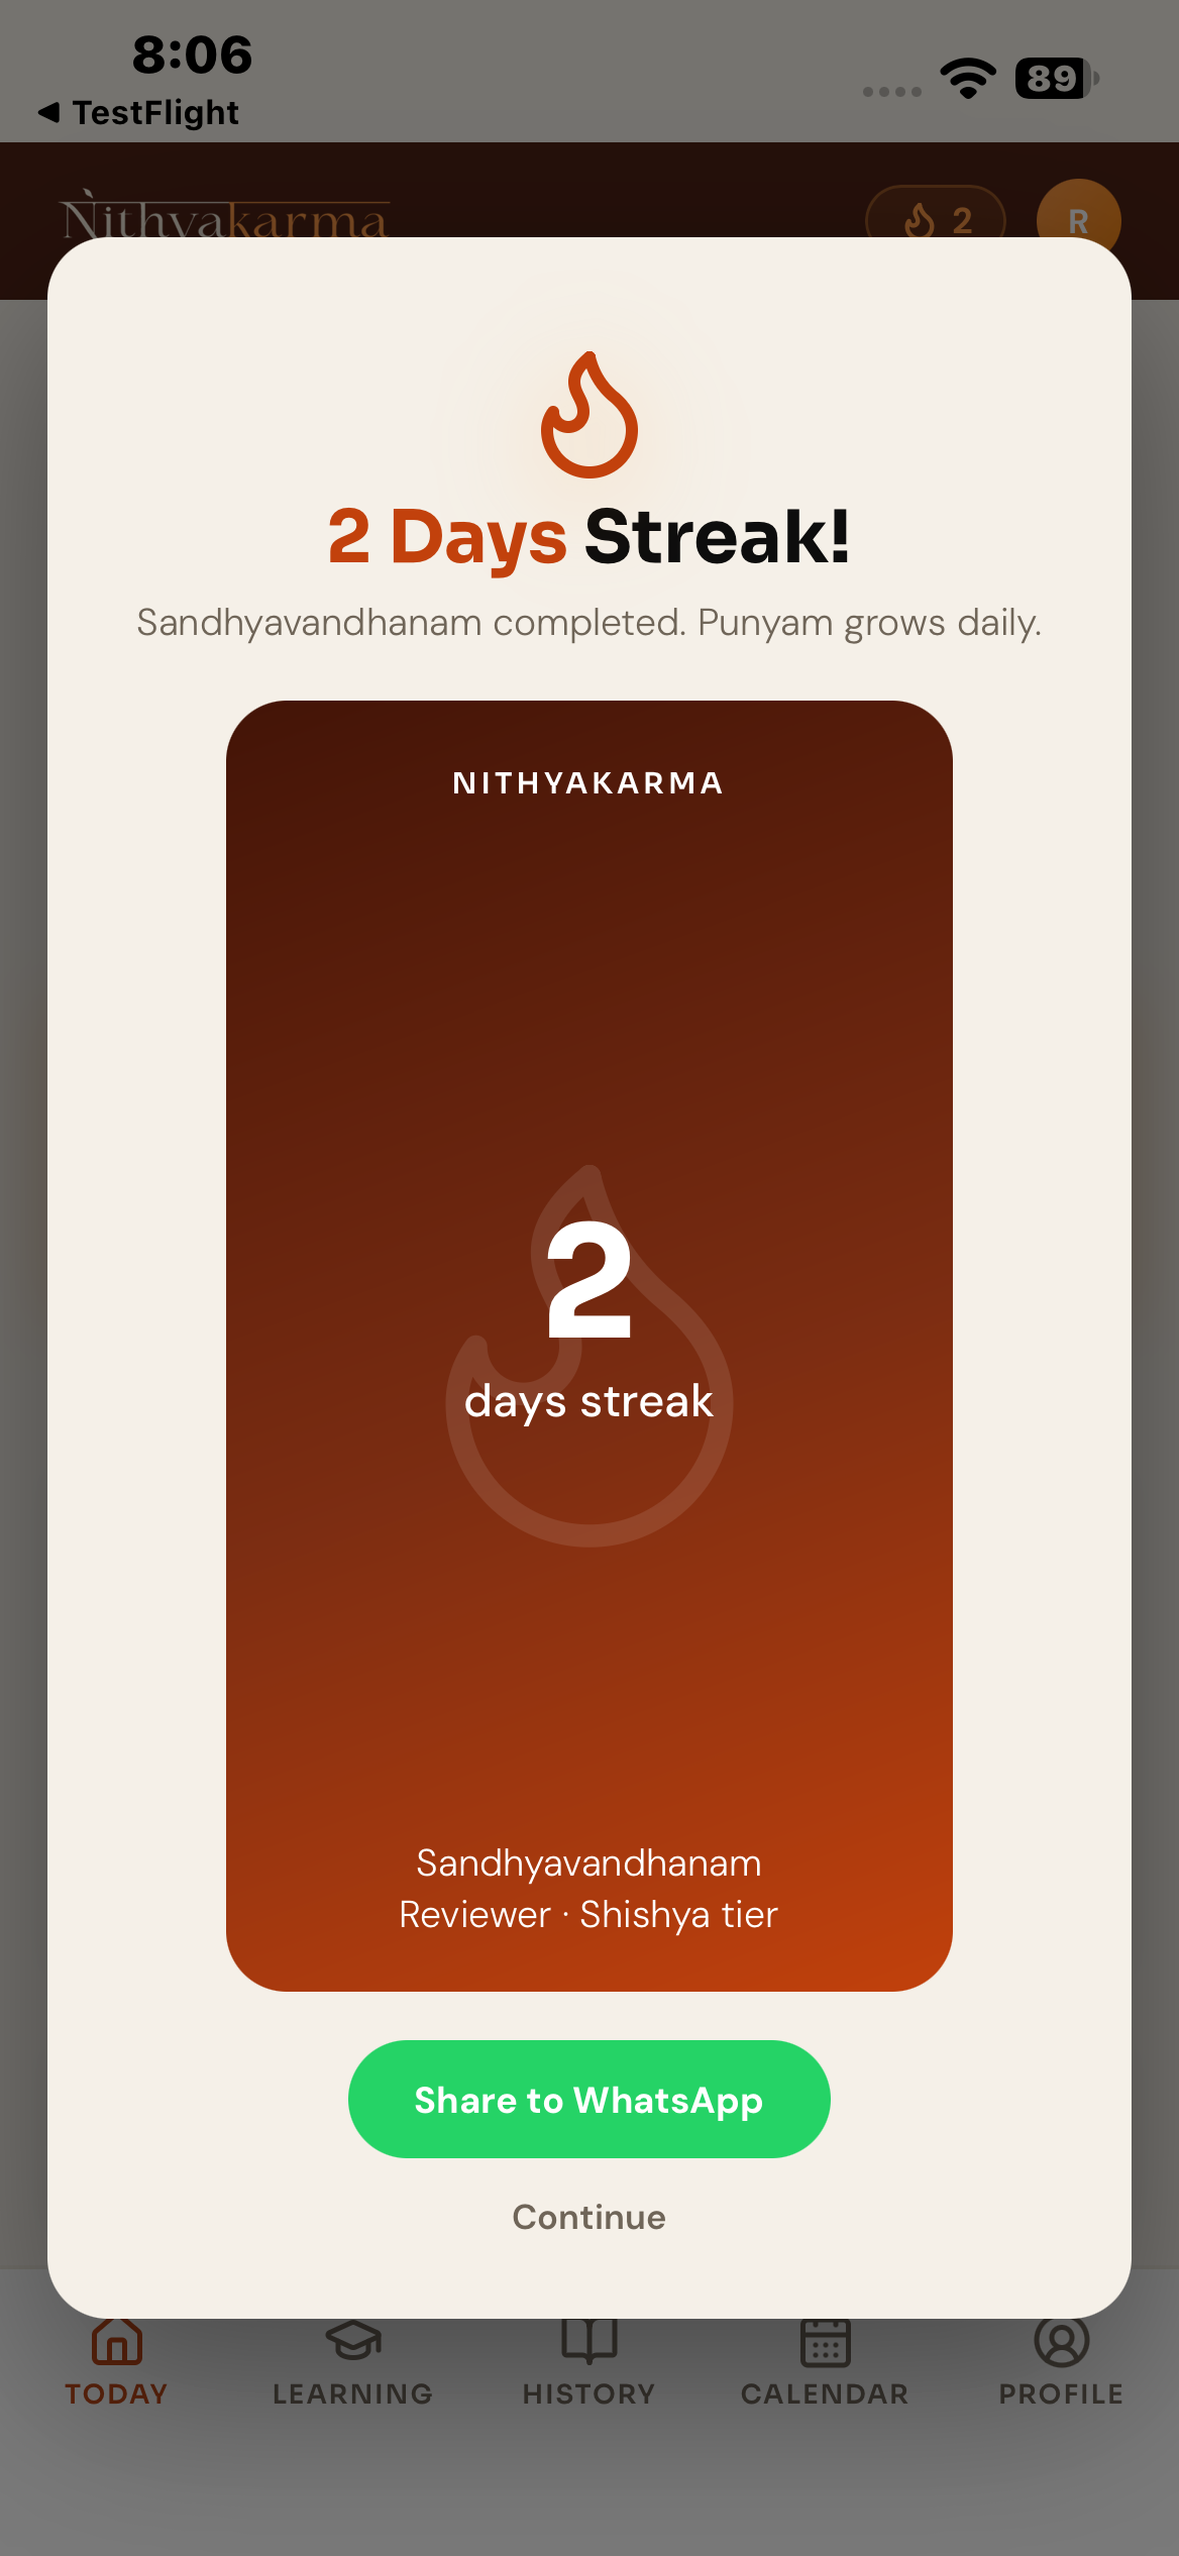 8:06
89
◀ TestFlight
Nithyakarma
2
R
2 Days Streak!
Sandhyavandhanam completed. Punyam grows daily.
NITHYAKARMA
2
days streak
Sandhyavandhanam
Reviewer · Shishya tier
Share to WhatsApp
Continue
TODAY
LEARNING
HISTORY
CALENDAR
PROFILE